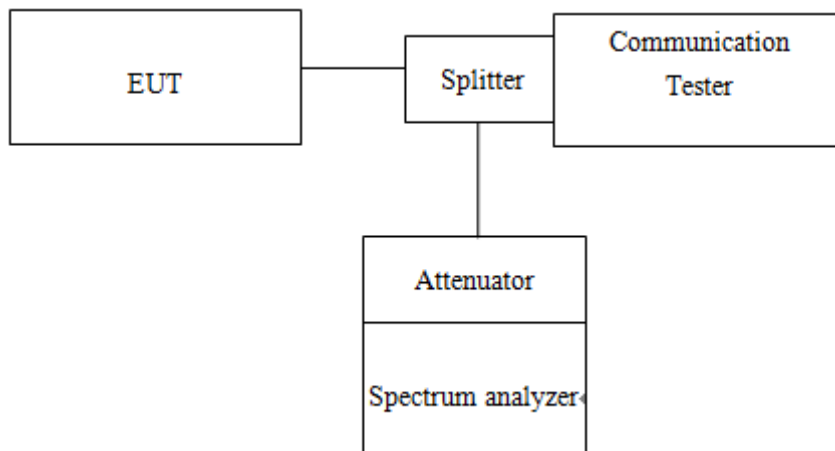 EUT
Splitter
Communication
Tester
Attenuator
Spectrum analyzer